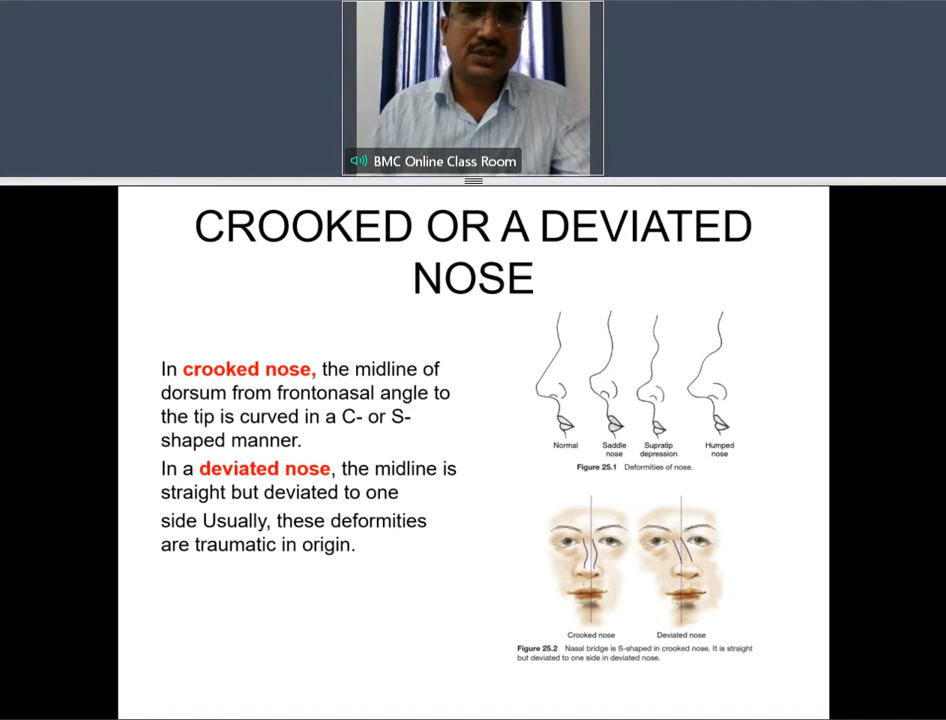 BMC Online Class Room
CROOKED OR A DEVIATED
NOSE
In crooked nose, the midline of
dorsum from frontonasal angle to
the tip is curved in a C- or S-
shaped manner.
In a deviated nose, the midline is
straight but deviated to one
side Usually, these deformities
are traumatic in origin.
Normal
Saddle
nose
Supratip
depression
Humped
nose
Figure 25.1 Deformities of nose.
Crooked nose
Deviated nose
Figure 25.2 Nasal bridge is S-shaped in crooked nose. It is straight
but deviated to one side in deviated nose.